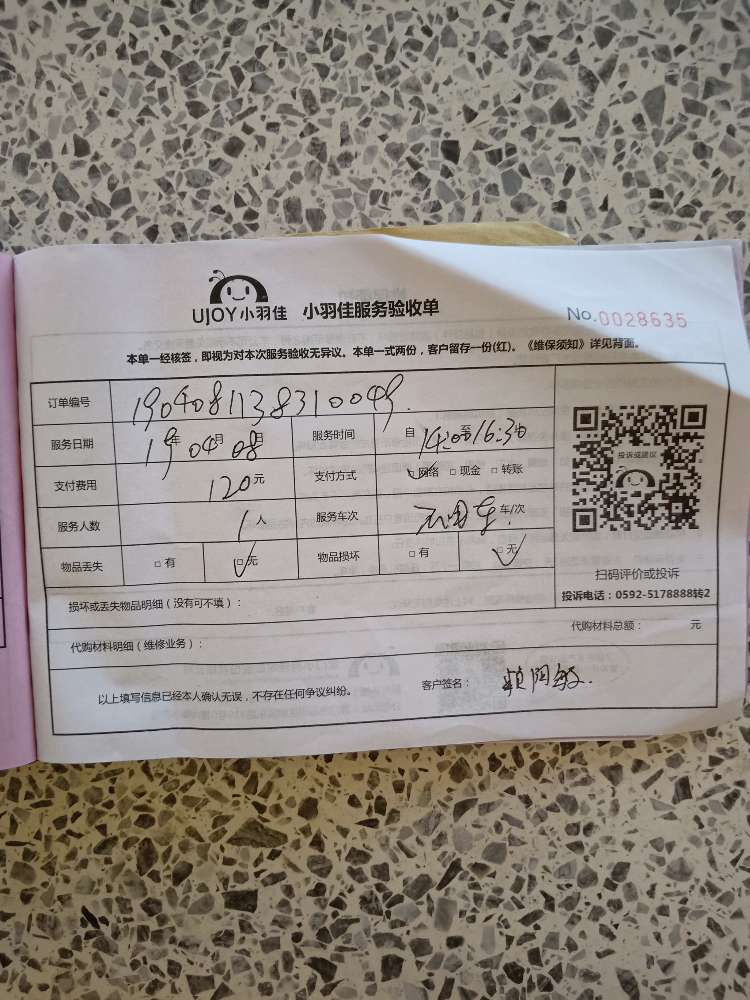 UJOY小羽佳 小羽佳服务验收单
No.0028635
本单一经核签，即视为对本次服务验收无异议。本单一式两份，客户留存一份(红)。《维保须知》详见背面。
订单编号 1904081138310049.
服务日期 19年04月08日 服务时间 自14:00至16:30
支付费用 120元 支付方式 网络 现金 转账
服务人数 1人 服务车次 车/次
物品丢失 有 无 物品损坏 有 无
投诉或建议
扫码评价或投诉
投诉电话：0592-5178888转2
损坏或丢失物品明细（没有可不填）：
代购材料明细（维修业务）： 代购材料总额： 元
以上填写信息已经本人确认无误，不存在任何争议纠纷。 客户签名：